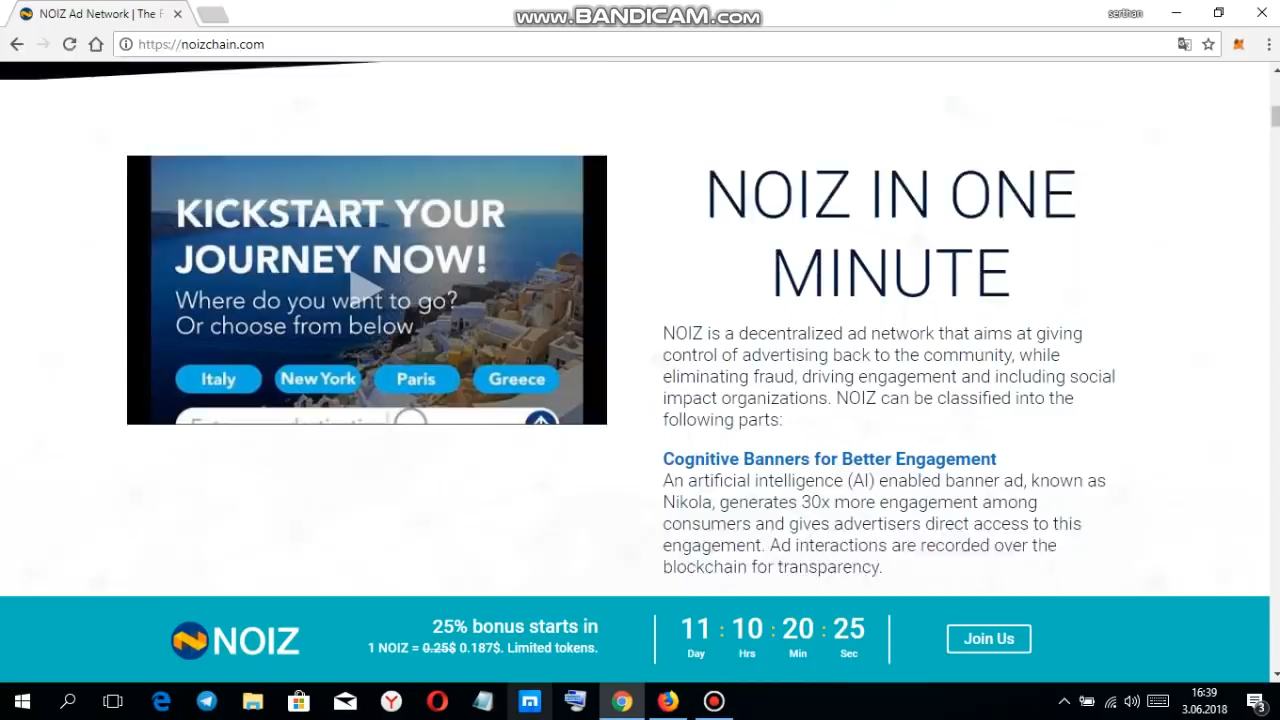 NOIZ Ad Network | The F
www.BANDICAM.com
serthan
https://noizchain.com
KICKSTART YOUR
JOURNEY NOW!
Where do you want to go?
Or choose from below
Italy
New York
Paris
Greece
NOIZ IN ONE
MINUTE
NOIZ is a decentralized ad network that aims at giving
control of advertising back to the community, while
eliminating fraud, driving engagement and including social
impact organizations. NOIZ can be classified into the
following parts:
Cognitive Banners for Better Engagement
An artificial intelligence (AI) enabled banner ad, known as
Nikola, generates 30x more engagement among
consumers and gives advertisers direct access to this
engagement. Ad interactions are recorded over the
blockchain for transparency.
NOIZ
25% bonus starts in
1 NOIZ = 0.25$ 0.187$. Limited tokens.
11 : 10 : 20 : 25
Day Hrs Min Sec
Join Us
16:39
3.06.2018
3